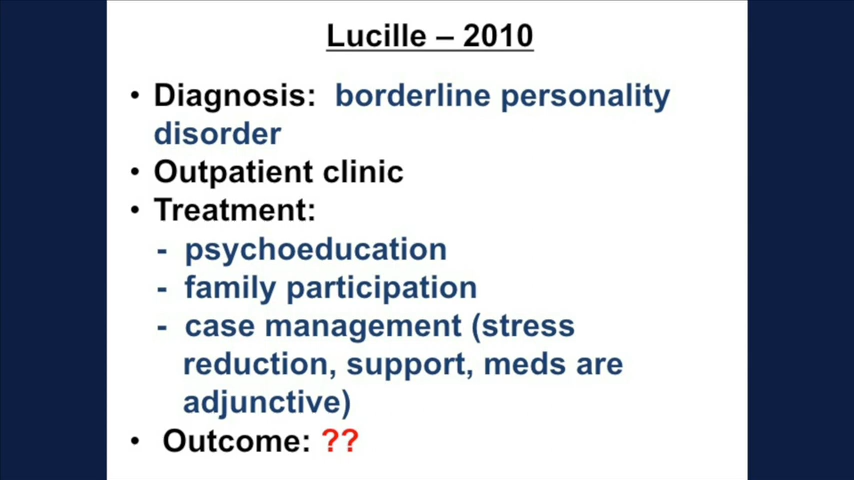 Lucille – 2010
• Diagnosis: borderline personality
disorder
• Outpatient clinic
• Treatment:
- psychoeducation
- family participation
- case management (stress
reduction, support, meds are
adjunctive)
• Outcome: ??